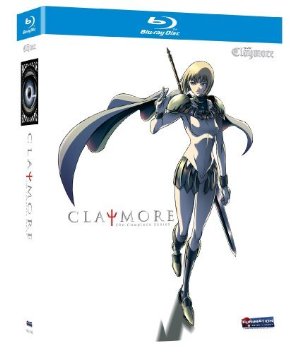 Blu-ray Disc
Claymore
CLAYMORE
THE COMPLETE SERIES
CLAYMORE
FUNIMATION